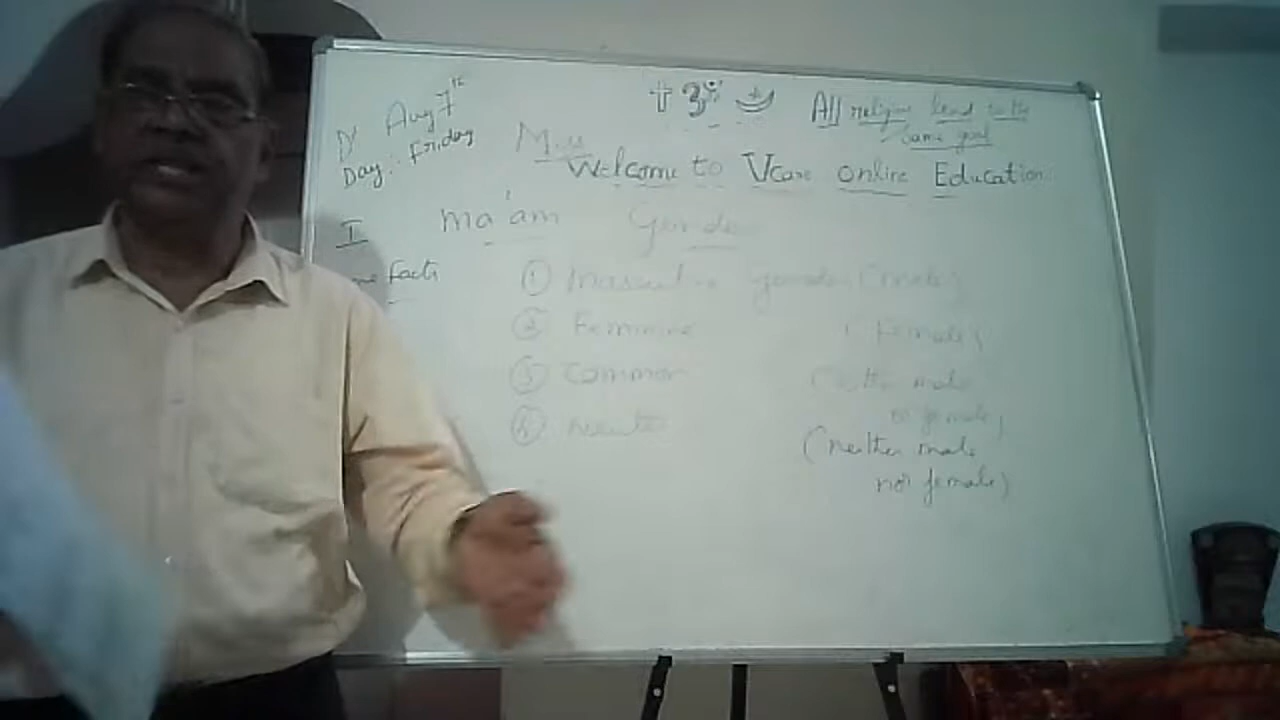 Aug 7th
Day: Friday
✝ ॐ ☪ All religion lead to the
same goal
Welcome to Vcare online Education
I ma'am Gender
facts
① Masculine gender (male)
② Feminine (Female)
③ Common (either male
or female)
④ Neuter (neither male
nor female)